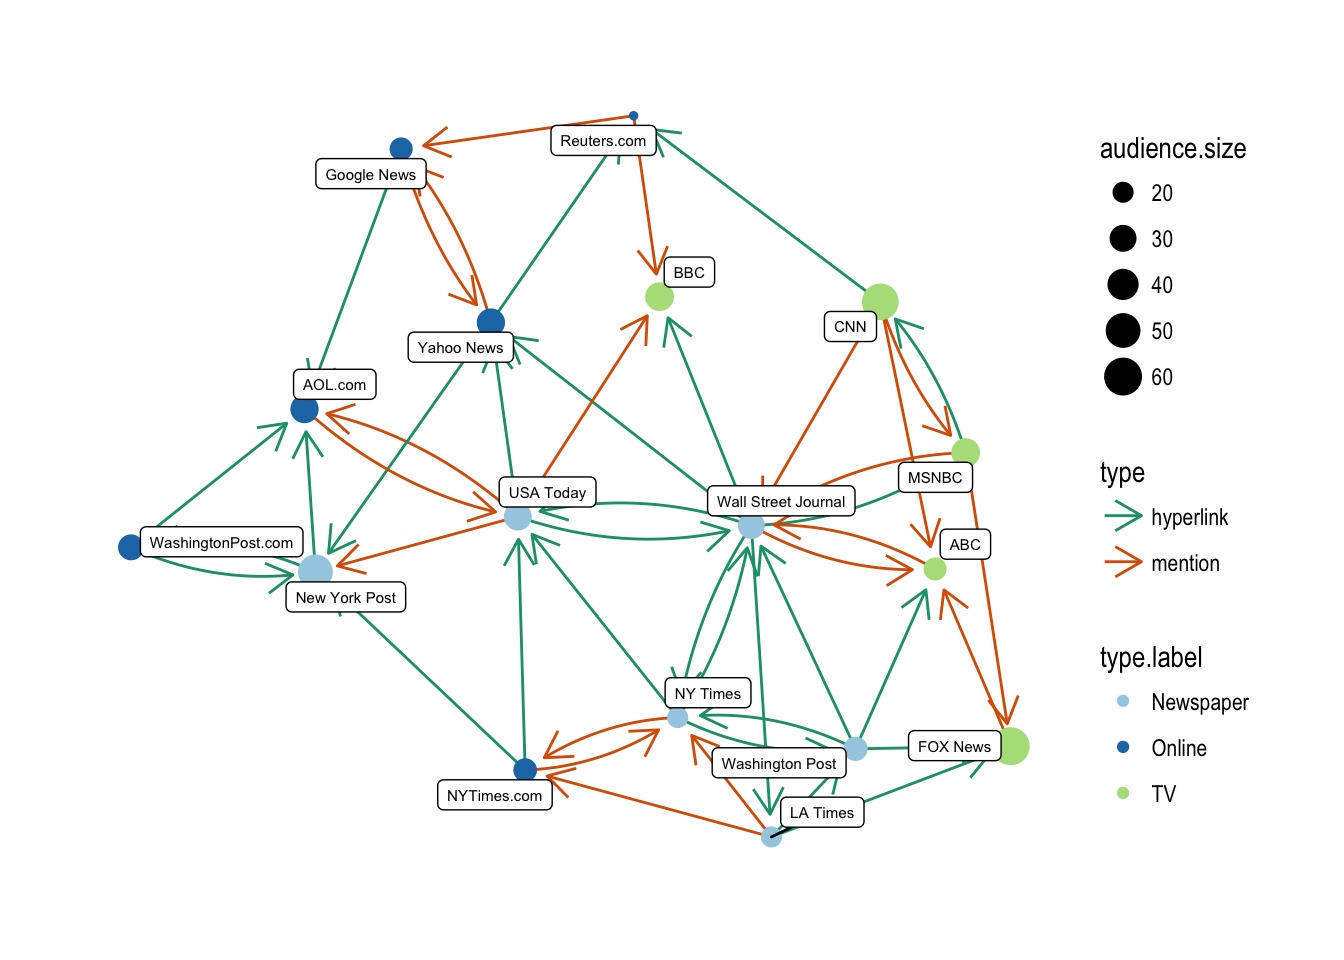 Reuters.com
Google News
BBC
CNN
Yahoo News
AOL.com
MSNBC
USA Today
Wall Street Journal
WashingtonPost.com
ABC
New York Post
NY Times
FOX News
Washington Post
NYTimes.com
LA Times
audience.size
20
30
40
50
60
type
hyperlink
mention
type.label
Newspaper
Online
TV